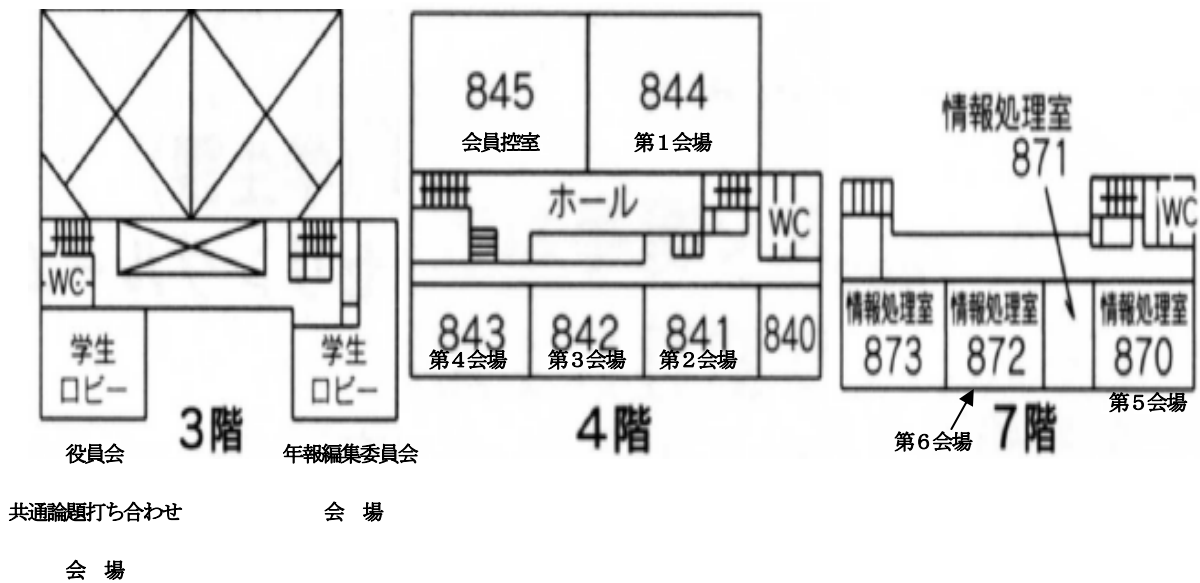 WC
学生
ロビー
学生
ロビー
3階
役員会
共通論題打ち合わせ
会 場
年報編集委員会
会 場
845
会員控室
844
第1会場
ホール
WC
843
第4会場
842
第3会場
841
第2会場
840
4階
情報処理室
871
WC
情報処理室
873
情報処理室
872
情報処理室
870
第5会場
第6会場
7階